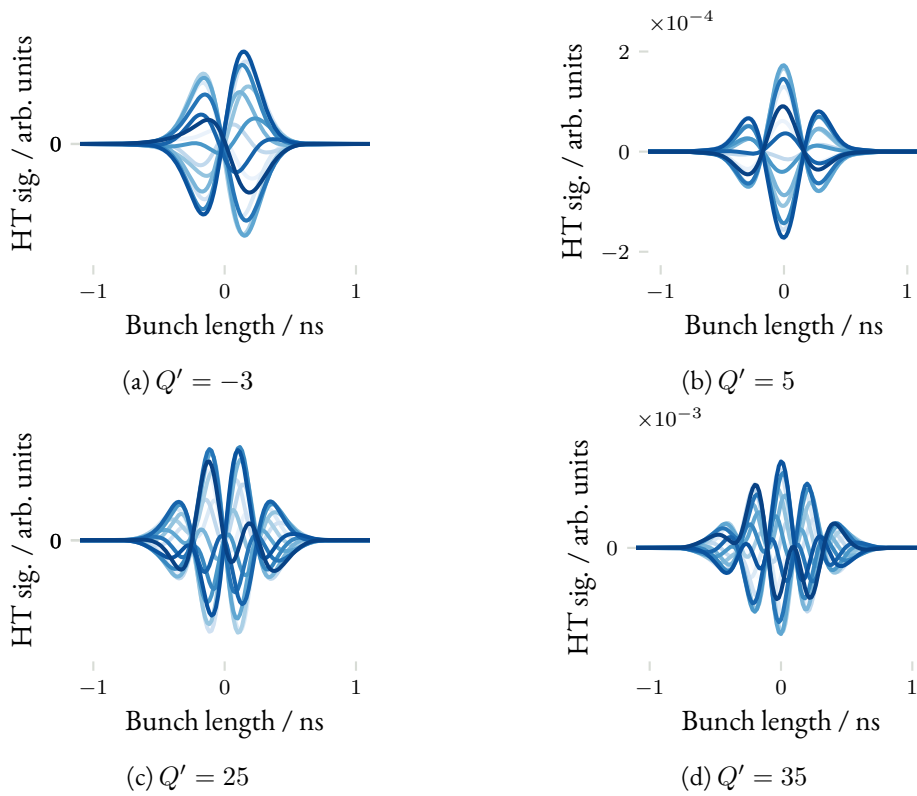 HT sig. / arb. units
0
−1
0
1
Bunch length / ns
(a) Q′ = −3
×10⁻⁴
HT sig. / arb. units
2
0
−2
−1
0
1
Bunch length / ns
(b) Q′ = 5
HT sig. / arb. units
0
−1
0
1
Bunch length / ns
(c) Q′ = 25
×10⁻³
HT sig. / arb. units
0
−1
0
1
Bunch length / ns
(d) Q′ = 35